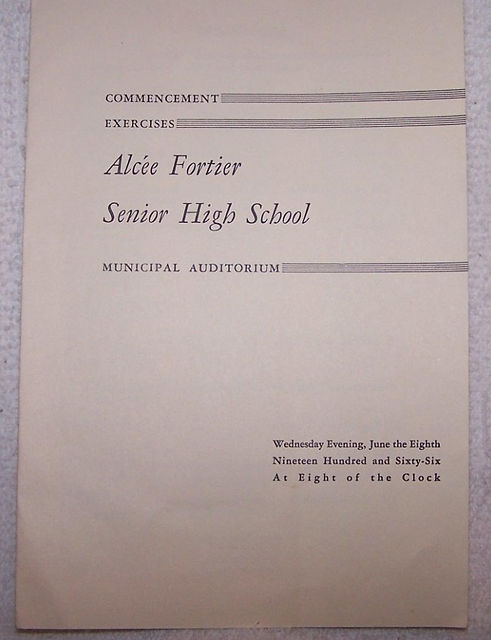 COMMENCEMENT
EXERCISES
Alcée Fortier
Senior High School
MUNICIPAL AUDITORIUM
Wednesday Evening, June the Eighth
Nineteen Hundred and Sixty-Six
At Eight of the Clock